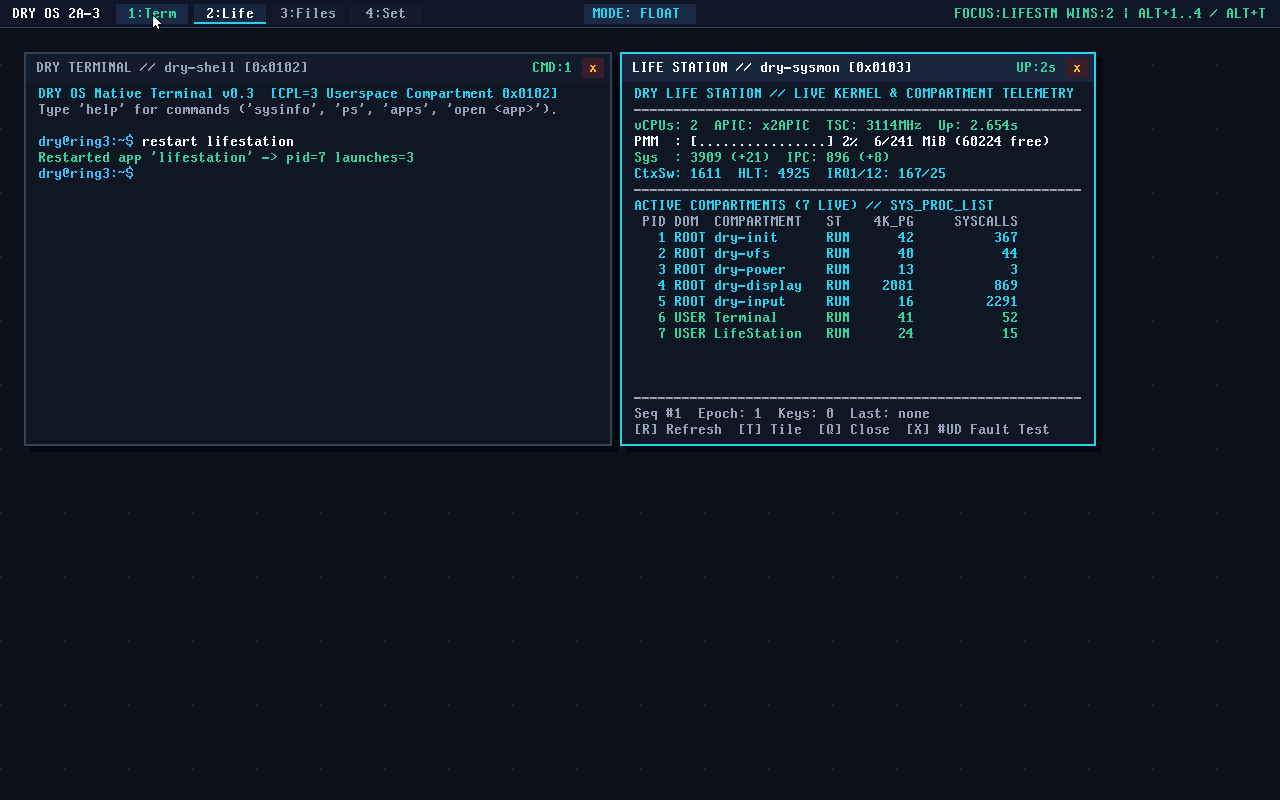 DRY OS 2A-3 1:Term 2:Life 3:Files 4:Set MODE: FLOAT FOCUS:LIFESTN WINS:2 | ALT+1..4 / ALT+T
DRY TERMINAL // dry-shell [0x0102] CMD:1 x
DRY OS Native Terminal v0.3 [CPL=3 Userspace Compartment 0x0102]
Type 'help' for commands ('sysinfo', 'ps', 'apps', 'open <app>').
dry@ring3:~$ restart lifestation
Restarted app 'lifestation' -> pid=7 launches=3
dry@ring3:~$
LIFE STATION // dry-sysmon [0x0103] UP:2s x
DRY LIFE STATION // LIVE KERNEL & COMPARTMENT TELEMETRY
vCPUs: 2 APIC: x2APIC TSC: 3114MHz Up: 2.654s
PMM : [................] 2% 6/241 MiB (60224 free)
Sys : 3909 (+21) IPC: 896 (+8)
CtxSw: 1611 HLT: 4925 IRQ1/12: 167/25
ACTIVE COMPARTMENTS (7 LIVE) // SYS_PROC_LIST
PID DOM COMPARTMENT ST 4K_PG SYSCALLS
1 ROOT dry-init RUN 42 367
2 ROOT dry-vfs RUN 40 44
3 ROOT dry-power RUN 13 3
4 ROOT dry-display RUN 2081 869
5 ROOT dry-input RUN 16 2291
6 USER Terminal RUN 41 52
7 USER LifeStation RUN 24 15
Seq #1 Epoch: 1 Keys: 0 Last: none
[R] Refresh [T] Tile [Q] Close [X] #UD Fault Test